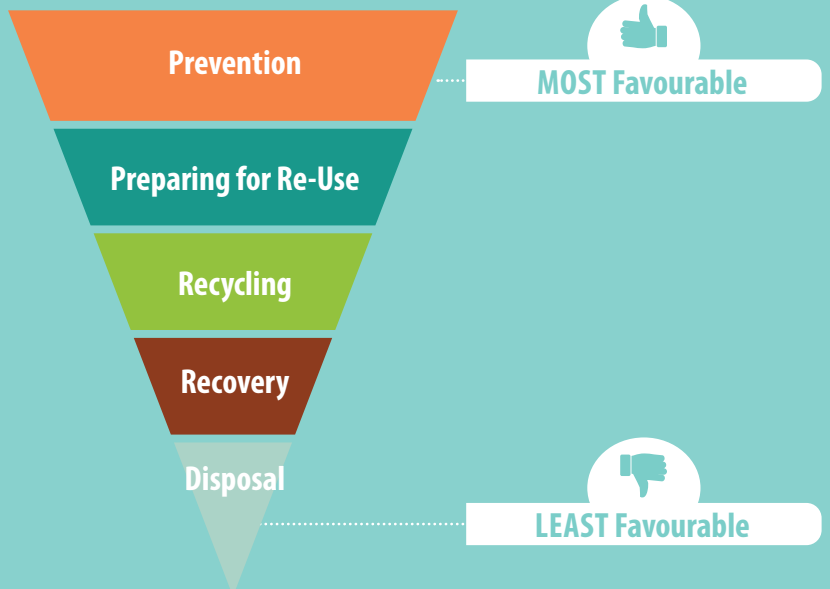 Prevention
MOST Favourable
Preparing for Re-Use
Recycling
Recovery
Disposal
LEAST Favourable